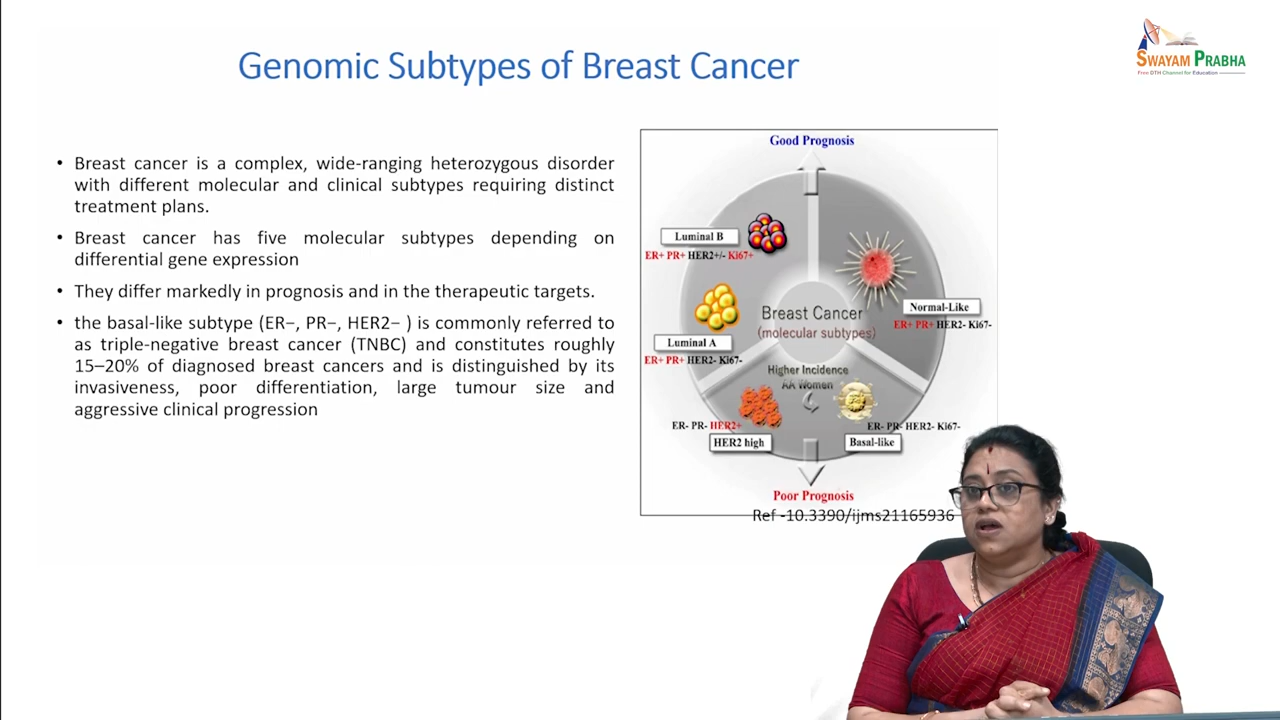 Genomic Subtypes of Breast Cancer
SWAYAM PRABHA
Free DTH Channel for Education
• Breast cancer is a complex, wide-ranging heterozygous disorder
with different molecular and clinical subtypes requiring distinct
treatment plans.
• Breast cancer has five molecular subtypes depending on
differential gene expression
• They differ markedly in prognosis and in the therapeutic targets.
• the basal-like subtype (ER−, PR−, HER2− ) is commonly referred to
as triple-negative breast cancer (TNBC) and constitutes roughly
15–20% of diagnosed breast cancers and is distinguished by its
invasiveness, poor differentiation, large tumour size and
aggressive clinical progression
Good Prognosis
Luminal B
ER+ PR+ HER2+/- Ki67+
Normal-Like
ER+ PR+ HER2- Ki67-
Breast Cancer
(molecular subtypes)
Luminal A
ER+ PR+ HER2- Ki67-
Higher Incidence
AA Women
ER- PR- HER2+
HER2 high
ER- PR- HER2- Ki67-
Basal-like
Poor Prognosis
Ref -10.3390/ijms21165936